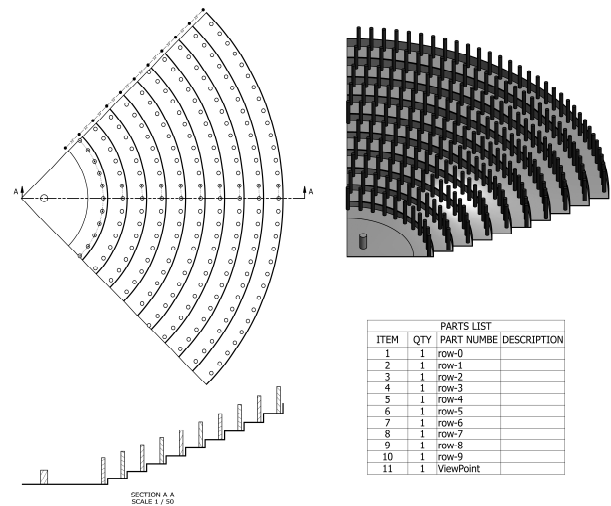 A A
SECTION A A
SCALE 1 / 50
PARTS LIST
ITEM QTY PART NUMBE DESCRIPTION
1 1 row-0
2 1 row-1
3 1 row-2
4 1 row-3
5 1 row-4
6 1 row-5
7 1 row-6
8 1 row-7
9 1 row-8
10 1 row-9
11 1 ViewPoint